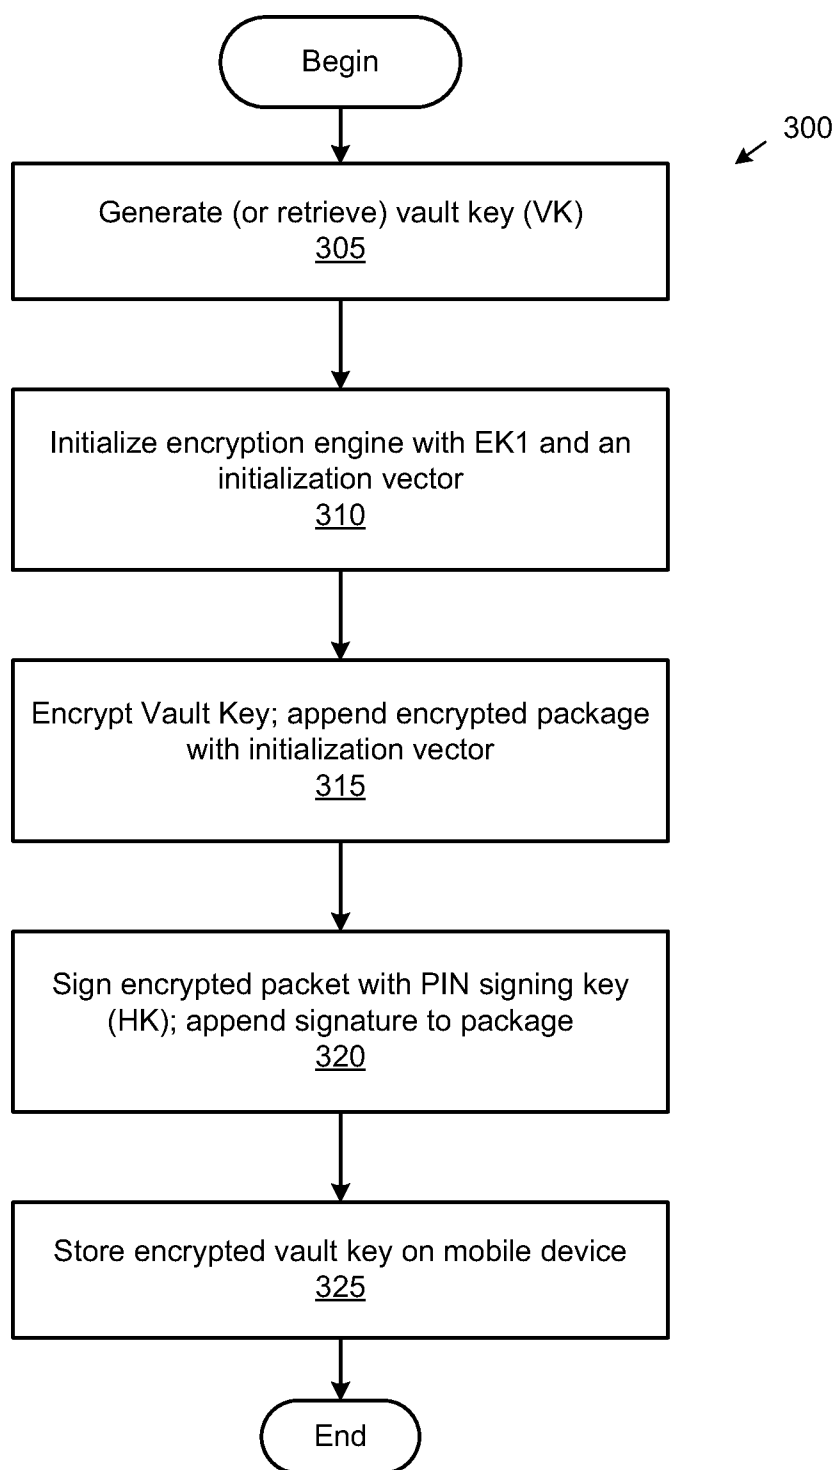 Begin
300
Generate (or retrieve) vault key (VK)
305
Initialize encryption engine with EK1 and an
initialization vector
310
Encrypt Vault Key; append encrypted package
with initialization vector
315
Sign encrypted packet with PIN signing key
(HK); append signature to package
320
Store encrypted vault key on mobile device
325
End